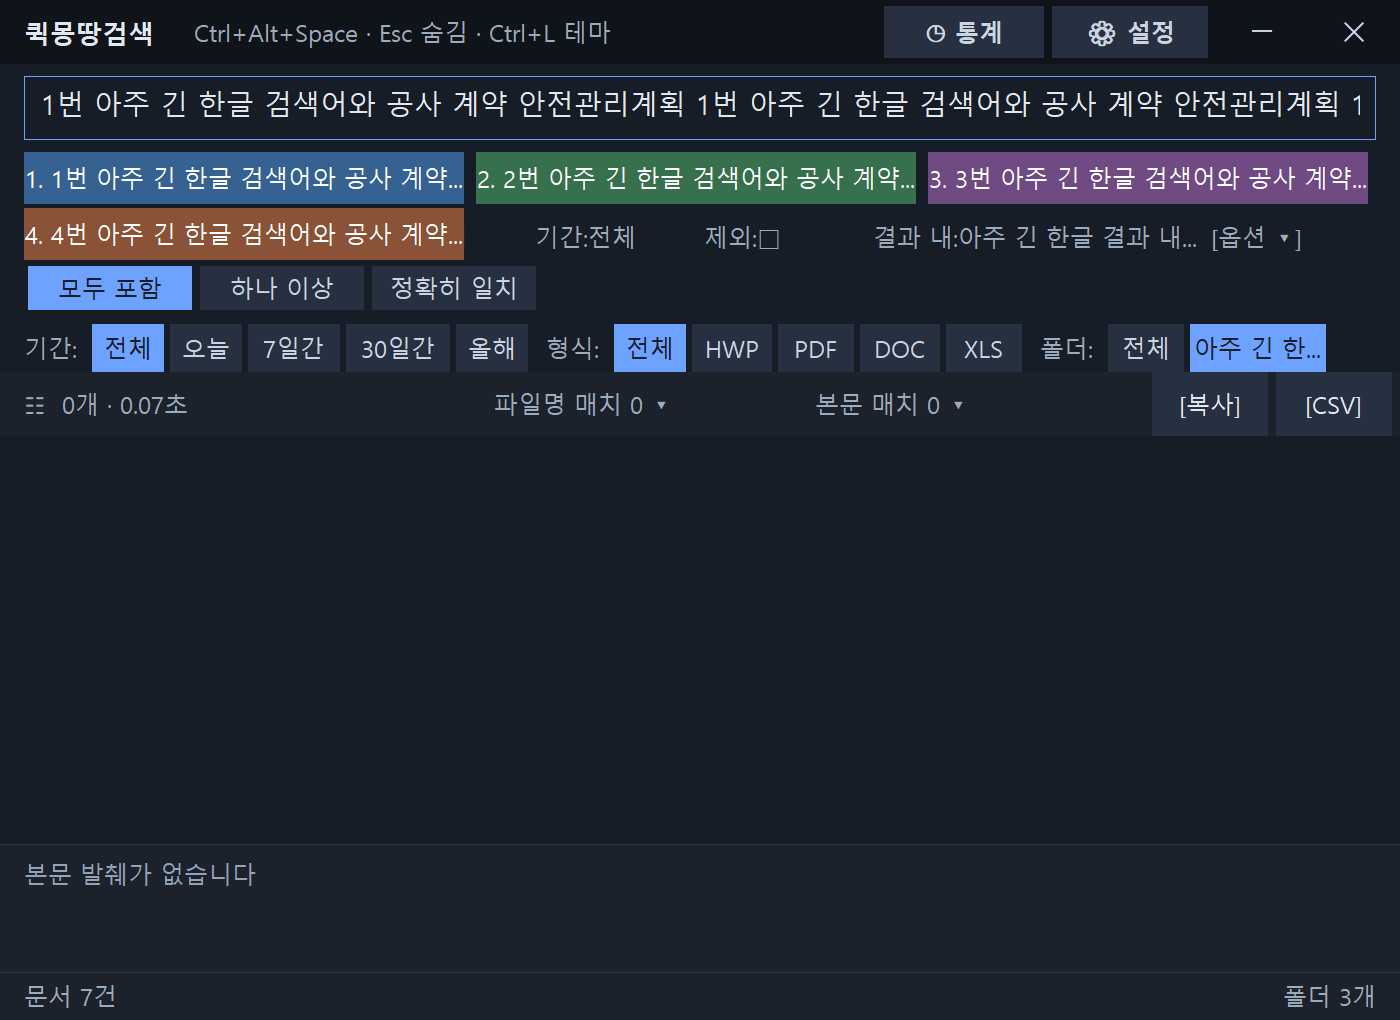 퀵몽땅검색 Ctrl+Alt+Space · Esc 숨김 · Ctrl+L 테마 통계 설정
1번 아주 긴 한글 검색어와 공사 계약 안전관리계획 1번 아주 긴 한글 검색어와 공사 계약 안전관리계획 1
1. 1번 아주 긴 한글 검색어와 공사 계약... 2. 2번 아주 긴 한글 검색어와 공사 계약... 3. 3번 아주 긴 한글 검색어와 공사 계약...
4. 4번 아주 긴 한글 검색어와 공사 계약... 기간:전체 제외:□ 결과 내:아주 긴 한글 결과 내... [옵션 ▾]
모두 포함 하나 이상 정확히 일치
기간: 전체 오늘 7일간 30일간 올해 형식: 전체 HWP PDF DOC XLS 폴더: 전체 아주 긴 한...
0개 · 0.07초 파일명 매치 0 ▾ 본문 매치 0 ▾ [복사] [CSV]
본문 발췌가 없습니다
문서 7건 폴더 3개